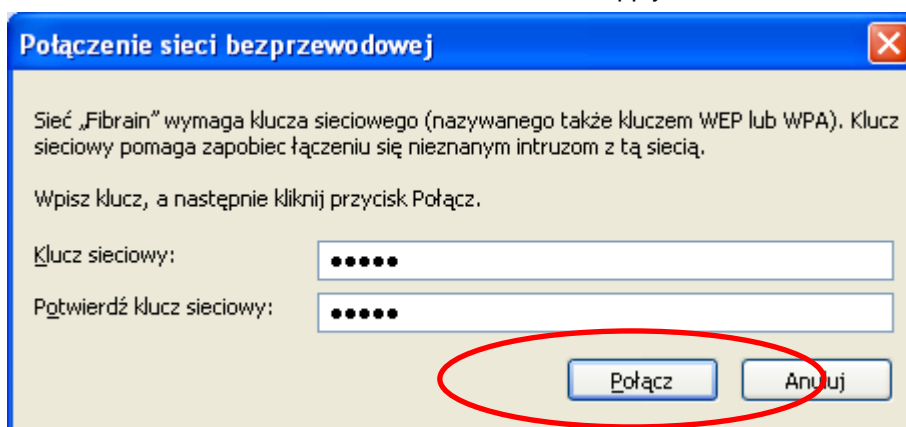 Połączenie sieci bezprzewodowej
Sieć „Fibrain” wymaga klucza sieciowego (nazywanego także kluczem WEP lub WPA). Klucz
sieciowy pomaga zapobiec łączeniu się nieznanym intruzom z tą siecią.
Wpisz klucz, a następnie kliknij przycisk Połącz.
Klucz sieciowy: •••••
Potwierdź klucz sieciowy: •••••
Połącz Anuluj